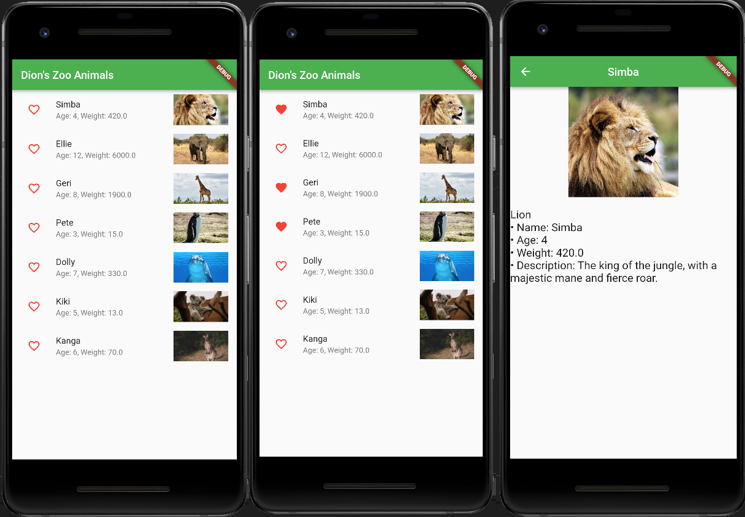 Dion's Zoo Animals
DEBUG
Simba
Age: 4, Weight: 420.0
Ellie
Age: 12, Weight: 6000.0
Geri
Age: 8, Weight: 1900.0
Pete
Age: 3, Weight: 15.0
Dolly
Age: 7, Weight: 330.0
Kiki
Age: 5, Weight: 13.0
Kanga
Age: 6, Weight: 70.0
Dion's Zoo Animals
DEBUG
Simba
Age: 4, Weight: 420.0
Ellie
Age: 12, Weight: 6000.0
Geri
Age: 8, Weight: 1900.0
Pete
Age: 3, Weight: 15.0
Dolly
Age: 7, Weight: 330.0
Kiki
Age: 5, Weight: 13.0
Kanga
Age: 6, Weight: 70.0
Simba
DEBUG
Lion
• Name: Simba
• Age: 4
• Weight: 420.0
• Description: The king of the jungle, with a
majestic mane and fierce roar.